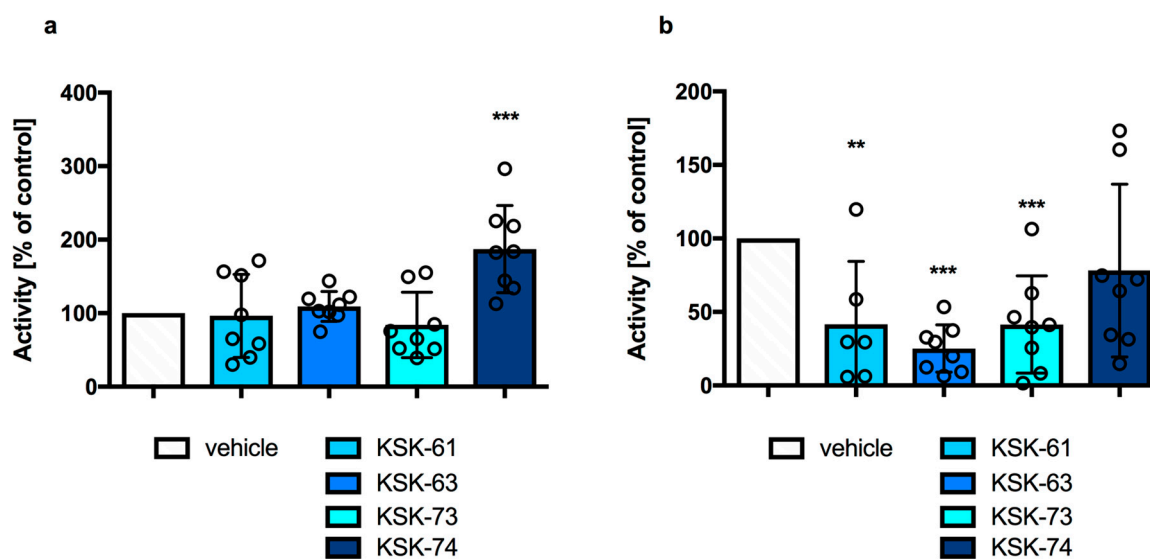 a
Activity [% of control]
400
300
200
100
0
***
vehicle
KSK-61
KSK-63
KSK-73
KSK-74
b
Activity [% of control]
200
150
100
50
0
**
***
***
vehicle
KSK-61
KSK-63
KSK-73
KSK-74